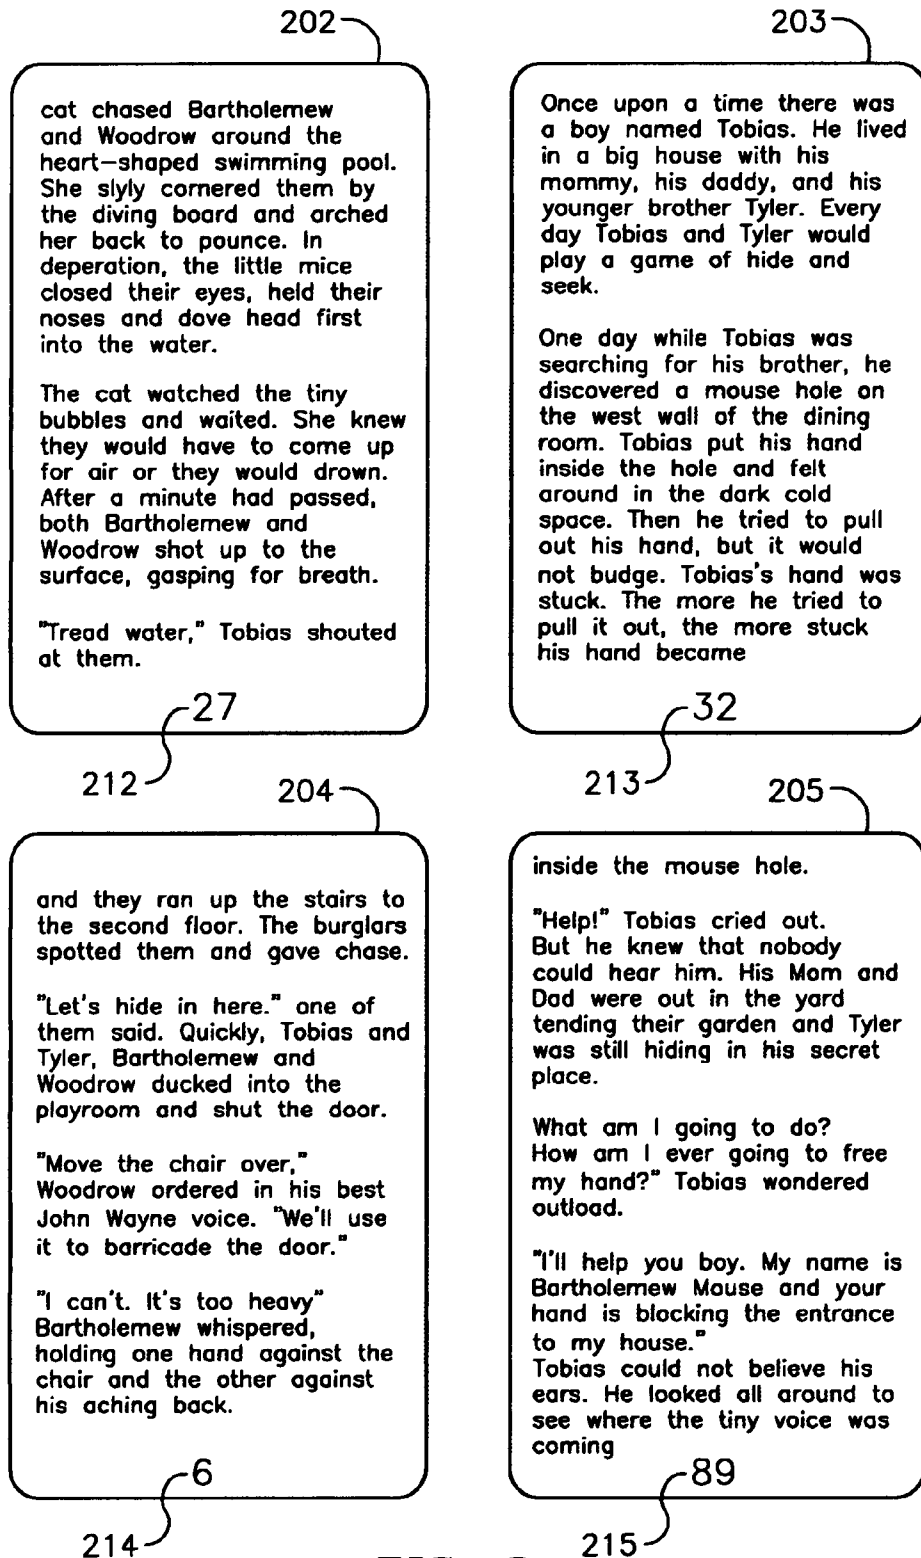 202
cat chased Bartholemew
and Woodrow around the
heart-shaped swimming pool.
She slyly cornered them by
the diving board and arched
her back to pounce. In
deperation, the little mice
closed their eyes, held their
noses and dove head first
into the water.
The cat watched the tiny
bubbles and waited. She knew
they would have to come up
for air or they would drown.
After a minute had passed,
both Bartholemew and
Woodrow shot up to the
surface, gasping for breath.
"Tread water," Tobias shouted
at them.
27
212
203
Once upon a time there was
a boy named Tobias. He lived
in a big house with his
mommy, his daddy, and his
younger brother Tyler. Every
day Tobias and Tyler would
play a game of hide and
seek.
One day while Tobias was
searching for his brother, he
discovered a mouse hole on
the west wall of the dining
room. Tobias put his hand
inside the hole and felt
around in the dark cold
space. Then he tried to pull
out his hand, but it would
not budge. Tobias's hand was
stuck. The more he tried to
pull it out, the more stuck
his hand became
32
213
204
and they ran up the stairs to
the second floor. The burglars
spotted them and gave chase.
"Let's hide in here." one of
them said. Quickly, Tobias and
Tyler, Bartholemew and
Woodrow ducked into the
playroom and shut the door.
"Move the chair over,"
Woodrow ordered in his best
John Wayne voice. "We'll use
it to barricade the door."
"I can't. It's too heavy"
Bartholemew whispered,
holding one hand against the
chair and the other against
his aching back.
6
214
205
inside the mouse hole.
"Help!" Tobias cried out.
But he knew that nobody
could hear him. His Mom and
Dad were out in the yard
tending their garden and Tyler
was still hiding in his secret
place.
What am I going to do?
How am I ever going to free
my hand?" Tobias wondered
outload.
"I'll help you boy. My name is
Bartholemew Mouse and your
hand is blocking the entrance
to my house."
Tobias could not believe his
ears. He looked all around to
see where the tiny voice was
coming
89
215